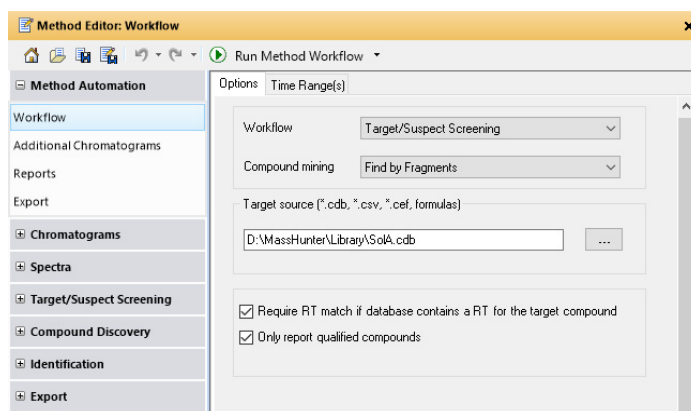 Method Editor: Workflow
Run Method Workflow
Method Automation
Workflow
Additional Chromatograms
Reports
Export
Chromatograms
Spectra
Target/Suspect Screening
Compound Discovery
Identification
Export
Options
Time Range(s)
Workflow Target/Suspect Screening
Compound mining Find by Fragments
Target source (*.cdb, *.csv, *.cef, formulas)
D:\MassHunter\Library\SolA.cdb ...
Require RT match if database contains a RT for the target compound
Only report qualified compounds